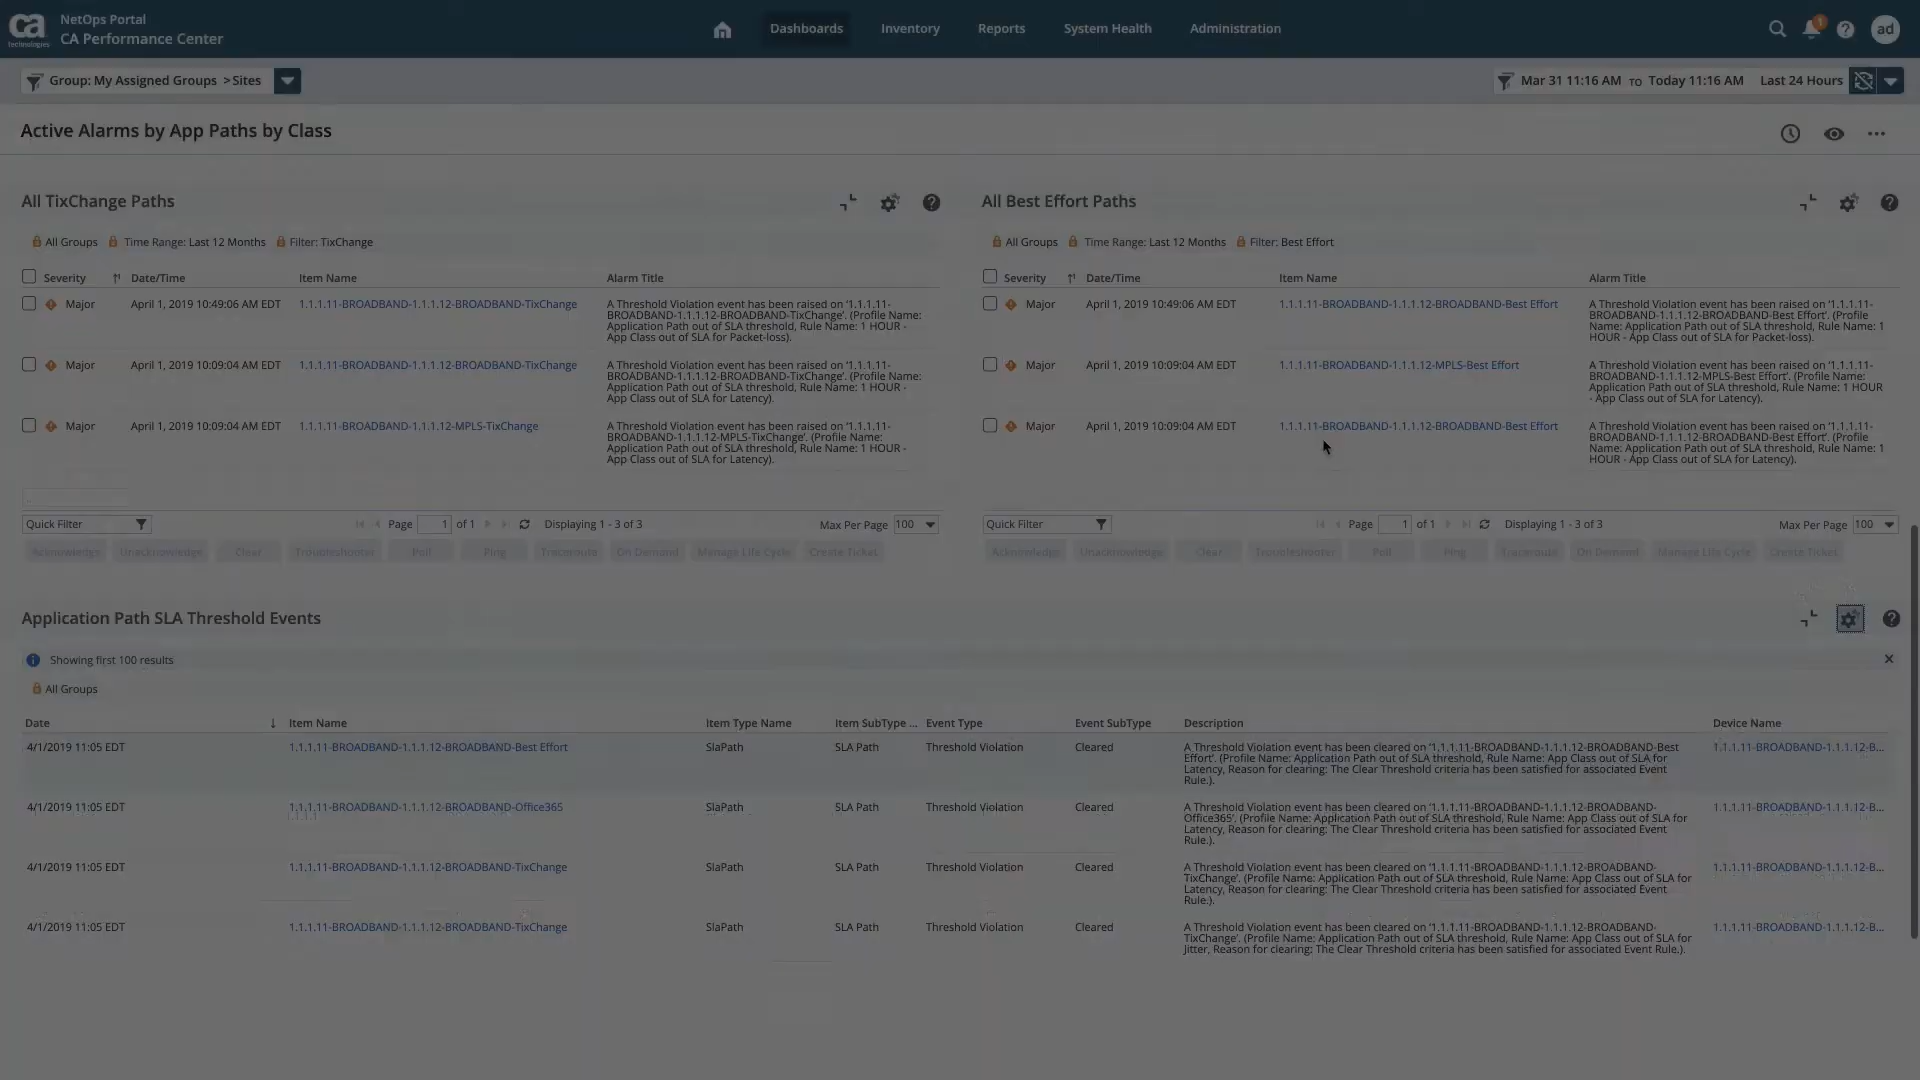 ca
technologies
NetOps Portal
CA Performance Center
Dashboards
Inventory
Reports
System Health
Administration
1
ad
Group: My Assigned Groups > Sites
Mar 31 11:16 AM TO Today 11:16 AM Last 24 Hours
Active Alarms by App Paths by Class
All TixChange Paths
All Groups Time Range: Last 12 Months Filter: TixChange
Severity Date/Time Item Name Alarm Title
Major April 1, 2019 10:49:06 AM EDT 1.1.1.11-BROADBAND-1.1.1.12-BROADBAND-TixChange A Threshold Violation event has been raised on '1.1.1.11-
BROADBAND-1.1.1.12-BROADBAND-TixChange'. (Profile Name:
Application Path out of SLA threshold, Rule Name: 1 HOUR -
App Class out of SLA for Packet-loss).
Major April 1, 2019 10:09:04 AM EDT 1.1.1.11-BROADBAND-1.1.1.12-BROADBAND-TixChange A Threshold Violation event has been raised on '1.1.1.11-
BROADBAND-1.1.1.12-BROADBAND-TixChange'. (Profile Name:
Application Path out of SLA threshold, Rule Name: 1 HOUR -
App Class out of SLA for Latency).
Major April 1, 2019 10:09:04 AM EDT 1.1.1.11-BROADBAND-1.1.1.12-MPLS-TixChange A Threshold Violation event has been raised on '1.1.1.11-
BROADBAND-1.1.1.12-MPLS-TixChange'. (Profile Name:
Application Path out of SLA threshold, Rule Name: 1 HOUR -
App Class out of SLA for Latency).
Quick Filter Page 1 of 1 Displaying 1 - 3 of 3 Max Per Page 100
Acknowledge Unacknowledge Clear Troubleshooter Poll Ping Traceroute On Demand Manage Life Cycle Create Ticket
All Best Effort Paths
All Groups Time Range: Last 12 Months Filter: Best Effort
Severity Date/Time Item Name Alarm Title
Major April 1, 2019 10:49:06 AM EDT 1.1.1.11-BROADBAND-1.1.1.12-BROADBAND-Best Effort A Threshold Violation event has been raised on '1.1.1.11-
BROADBAND-1.1.1.12-BROADBAND-Best Effort'. (Profile
Name: Application Path out of SLA threshold, Rule Name: 1
HOUR - App Class out of SLA for Packet-loss).
Major April 1, 2019 10:09:04 AM EDT 1.1.1.11-BROADBAND-1.1.1.12-MPLS-Best Effort A Threshold Violation event has been raised on '1.1.1.11-
BROADBAND-1.1.1.12-MPLS-Best Effort'. (Profile Name:
Application Path out of SLA threshold, Rule Name: 1 HOUR
- App Class out of SLA for Latency).
Major April 1, 2019 10:09:04 AM EDT 1.1.1.11-BROADBAND-1.1.1.12-BROADBAND-Best Effort A Threshold Violation event has been raised on '1.1.1.11-
BROADBAND-1.1.1.12-BROADBAND-Best Effort'. (Profile
Name: Application Path out of SLA threshold, Rule Name: 1
HOUR - App Class out of SLA for Latency).
Quick Filter Page 1 of 1 Displaying 1 - 3 of 3 Max Per Page 100
Acknowledge Unacknowledge Clear Troubleshooter Poll Ping Traceroute On Demand Manage Life Cycle Create Ticket
Application Path SLA Threshold Events
Showing first 100 results
All Groups
Date Item Name Item Type Name Item SubType ... Event Type Event SubType Description Device Name
4/1/2019 11:05 EDT 1.1.1.11-BROADBAND-1.1.1.12-BROADBAND-Best Effort SlaPath SLA Path Threshold Violation Cleared A Threshold Violation event has been cleared on '1.1.1.11-BROADBAND-1.1.1.12-BROADBAND-Best 1.1.1.11-BROADBAND-1.1.1.12-B...
Effort'. (Profile Name: Application Path out of SLA threshold, Rule Name: App Class out of SLA for
Latency, Reason for clearing: The Clear Threshold criteria has been satisfied for associated Event
Rule.).
4/1/2019 11:05 EDT 1.1.1.11-BROADBAND-1.1.1.12-BROADBAND-Office365 SlaPath SLA Path Threshold Violation Cleared A Threshold Violation event has been cleared on '1.1.1.11-BROADBAND-1.1.1.12-BROADBAND- 1.1.1.11-BROADBAND-1.1.1.12-B...
Office365'. (Profile Name: Application Path out of SLA threshold, Rule Name: App Class out of SLA for
Latency, Reason for clearing: The Clear Threshold criteria has been satisfied for associated Event
Rule.).
4/1/2019 11:05 EDT 1.1.1.11-BROADBAND-1.1.1.12-BROADBAND-TixChange SlaPath SLA Path Threshold Violation Cleared A Threshold Violation event has been cleared on '1.1.1.11-BROADBAND-1.1.1.12-BROADBAND- 1.1.1.11-BROADBAND-1.1.1.12-B...
TixChange'. (Profile Name: Application Path out of SLA threshold, Rule Name: App Class out of SLA for
Latency, Reason for clearing: The Clear Threshold criteria has been satisfied for associated Event
Rule.).
4/1/2019 11:05 EDT 1.1.1.11-BROADBAND-1.1.1.12-BROADBAND-TixChange SlaPath SLA Path Threshold Violation Cleared A Threshold Violation event has been cleared on '1.1.1.11-BROADBAND-1.1.1.12-BROADBAND- 1.1.1.11-BROADBAND-1.1.1.12-B...
TixChange'. (Profile Name: Application Path out of SLA threshold, Rule Name: App Class out of SLA for
Jitter, Reason for clearing: The Clear Threshold criteria has been satisfied for associated Event Rule.).